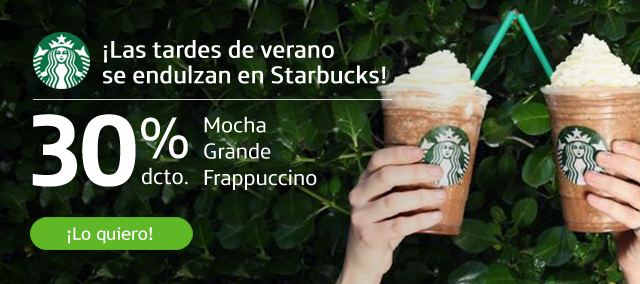 ¡Las tardes de verano
se endulzan en Starbucks!
30% dcto.
Mocha
Grande
Frappuccino
¡Lo quiero!